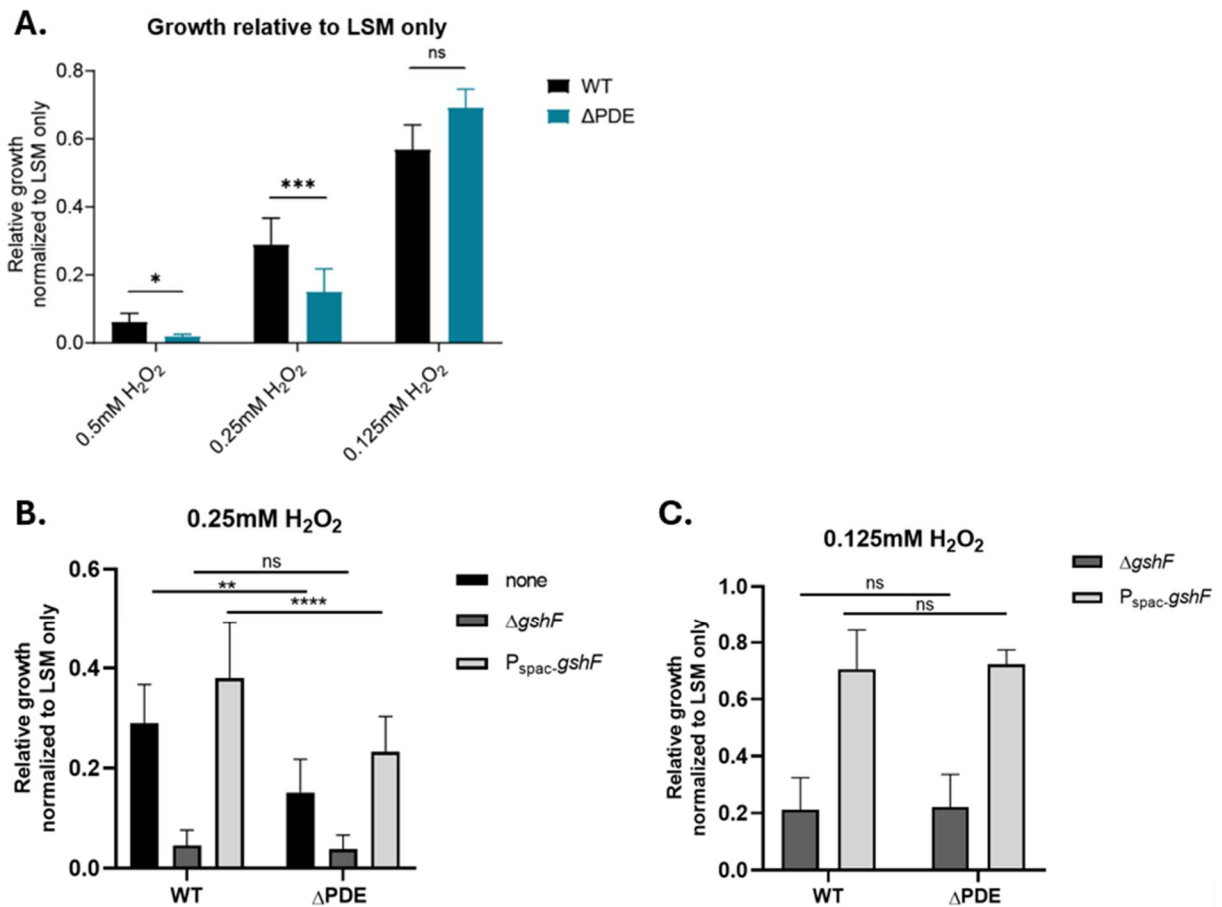 A.
Growth relative to LSM only
Relative growth
normalized to LSM only
0.8
0.6
0.4
0.2
0.0
*
***
ns
0.5mM H₂O₂
0.25mM H₂O₂
0.125mM H₂O₂
WT
ΔPDE
B.
0.25mM H₂O₂
Relative growth
normalized to LSM only
0.6
0.4
0.2
0.0
ns
**
****
WT
ΔPDE
none
ΔgshF
Pspac-gshF
C.
0.125mM H₂O₂
Relative growth
normalized to LSM only
1.0
0.8
0.6
0.4
0.2
0.0
ns
ns
WT
ΔPDE
ΔgshF
Pspac-gshF